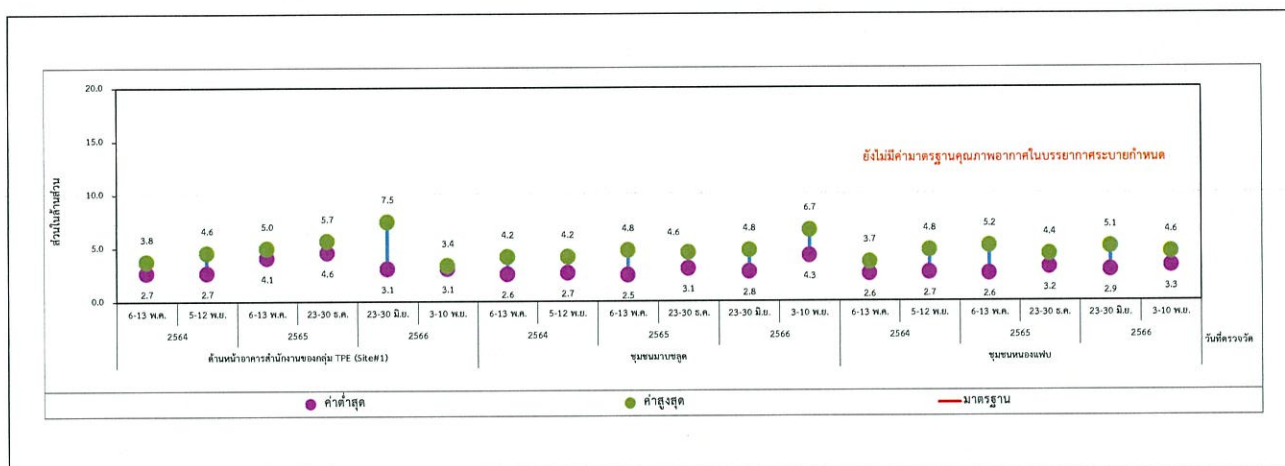 20.0
15.0
10.0
5.0
0.0
ส่วนในล้านส่วน
ยังไม่มีค่ามาตรฐานคุณภาพอากาศในบรรยากาศระบายกำหนด
3.8 4.6 5.0 5.7 7.5 3.4 4.2 4.2 4.8 4.6 4.8 6.7 3.7 4.8 5.2 4.4 5.1 4.6
2.7 2.7 4.1 4.6 3.1 3.1 2.6 2.7 2.5 3.1 2.8 4.3 2.6 2.7 2.6 3.2 2.9 3.3
6-13 พ.ค. 5-12 พ.ย. 6-13 พ.ค. 23-30 ธ.ค. 23-30 มิ.ย. 3-10 พ.ย. 6-13 พ.ค. 5-12 พ.ย. 6-13 พ.ค. 23-30 ธ.ค. 23-30 มิ.ย. 3-10 พ.ย. 6-13 พ.ค. 5-12 พ.ย. 6-13 พ.ค. 23-30 ธ.ค. 23-30 มิ.ย. 3-10 พ.ย.
2564 2565 2566 2564 2565 2566 2564 2565 2566 วันที่ตรวจวัด
ด้านหน้าอาคารสำนักงานของกลุ่ม TPE (Site#1) ชุมชนมาบชลูด ชุมชนหนองแฟบ
ค่าต่ำสุด ค่าสูงสุด มาตรฐาน